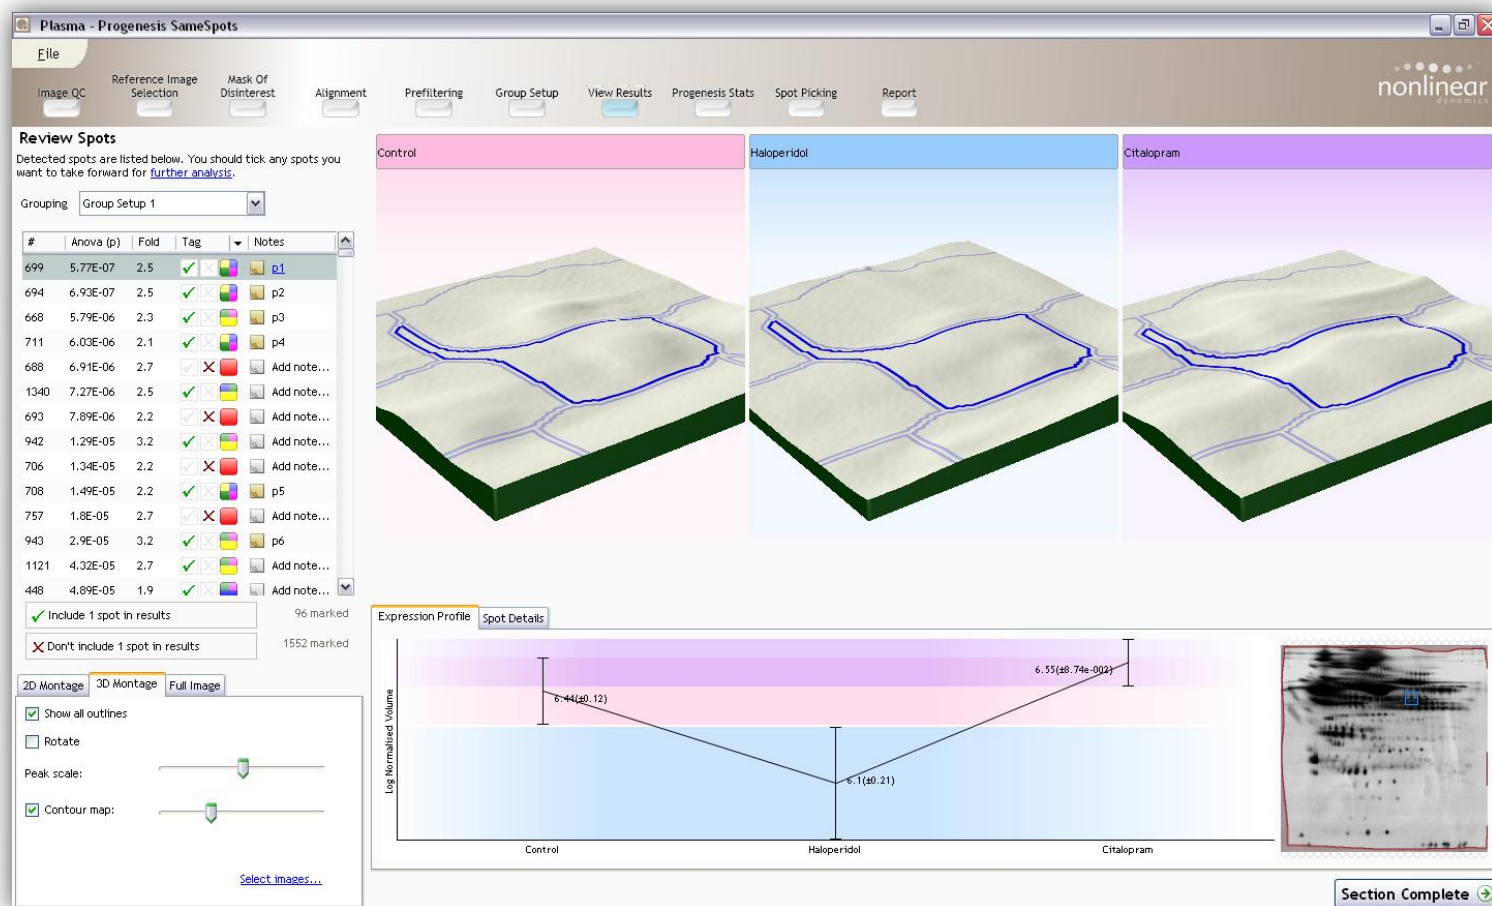 Plasma - Progenesis SameSpots
File
Image QC
Reference Image
Selection
Mask Of
Disinterest
Alignment
Prefiltering
Group Setup
View Results
Progenesis Stats
Spot Picking
Report
nonlinear
dynamics
Review Spots
Detected spots are listed below. You should tick any spots you
want to take forward for further analysis.
Grouping Group Setup 1
# Anova (p) Fold Tag Notes
699 5.77E-07 2.5 p1
694 6.93E-07 2.5 p2
668 5.79E-06 2.3 p3
711 6.03E-06 2.1 p4
688 6.91E-06 2.7 Add note...
1340 7.27E-06 2.5 Add note...
693 7.89E-06 2.2 Add note...
942 1.29E-05 3.2 Add note...
706 1.34E-05 2.2 Add note...
708 1.49E-05 2.2 p5
757 1.8E-05 2.7 Add note...
943 2.9E-05 3.2 p6
1121 4.32E-05 2.7 Add note...
448 4.89E-05 1.9 Add note...
Include 1 spot in results 96 marked
Don't include 1 spot in results 1552 marked
2D Montage 3D Montage Full Image
Show all outlines
Rotate
Peak scale:
Contour map:
Select images...
Control
Haloperidol
Citalopram
Expression Profile Spot Details
Log Normalised Volume
6.44(±0.12)
6.1(±0.21)
6.55(±8.74e-002)
Control Haloperidol Citalopram
Section Complete